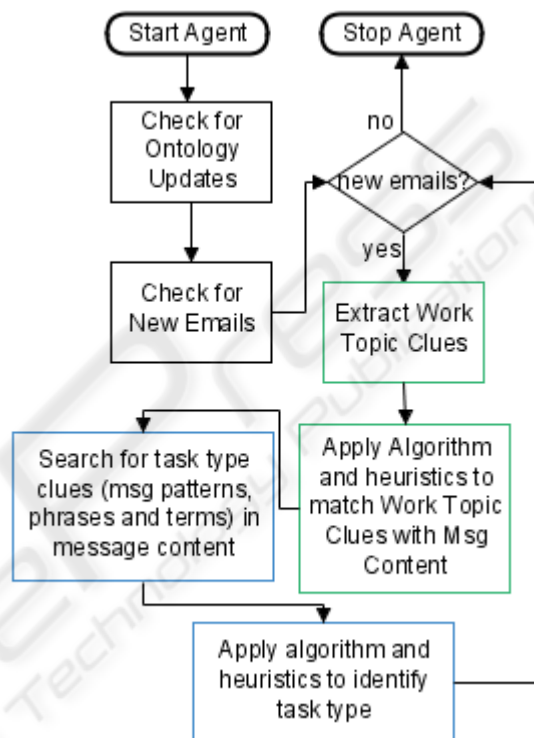 Start Agent
Stop Agent
Check for
Ontology
Updates
no
new emails?
yes
Check for
New Emails
Extract Work
Topic Clues
Search for task type
clues (msg patterns,
phrases and terms) in
message content
Apply Algorithm
and heuristics to
match Work Topic
Clues with Msg
Content
Apply algorithm and
heuristics to identify
task type
Technology Publications